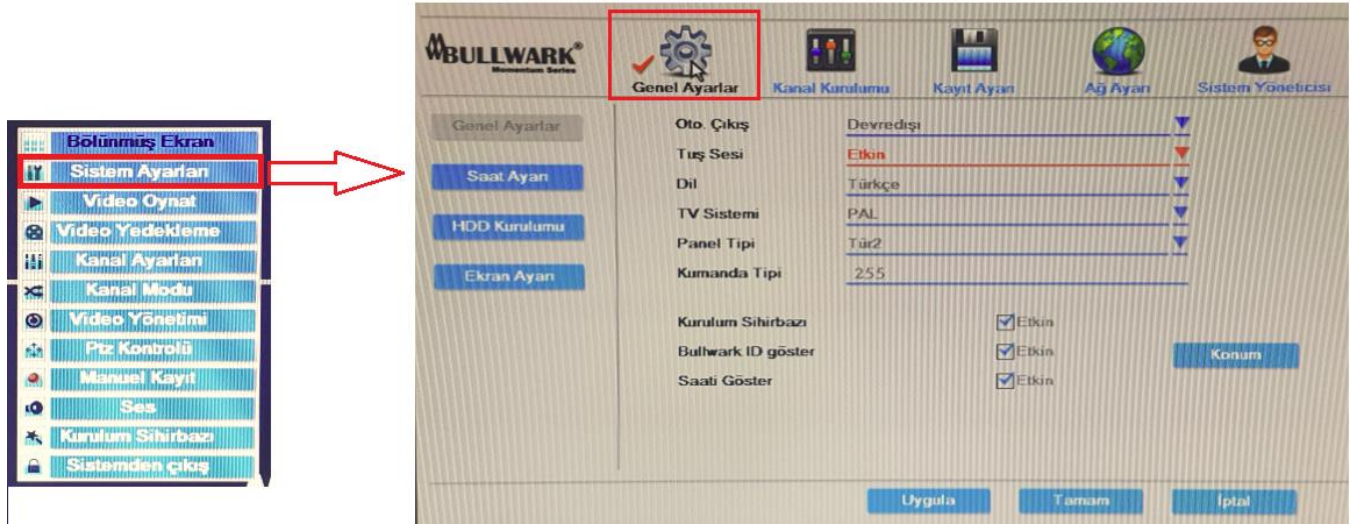 Bölünmüş Ekran
Sistem Ayarları
Video Oynat
Video Yedekleme
Kanal Ayarları
Kanal Modu
Video Yönetimi
Ptz Kontrolü
Manuel Kayıt
Ses
Kurulum Sihirbazı
Sistemden çıkış
BULLWARK®
Momentum Series
Genel Ayarlar
Kanal Kurulumu
Kayıt Ayarı
Ağ Ayarı
Sistem Yöneticisi
Genel Ayarlar
Saat Ayarı
HDD Kurulumu
Ekran Ayarı
Oto. Çıkış Devredışı
Tuş Sesi Etkin
Dil Türkçe
TV Sistemi PAL
Panel Tipi Tür2
Kumanda Tipi 255
Kurulum Sihirbazı Etkin
Bullwark ID göster Etkin Konum
Saati Göster Etkin
Uygula Tamam İptal